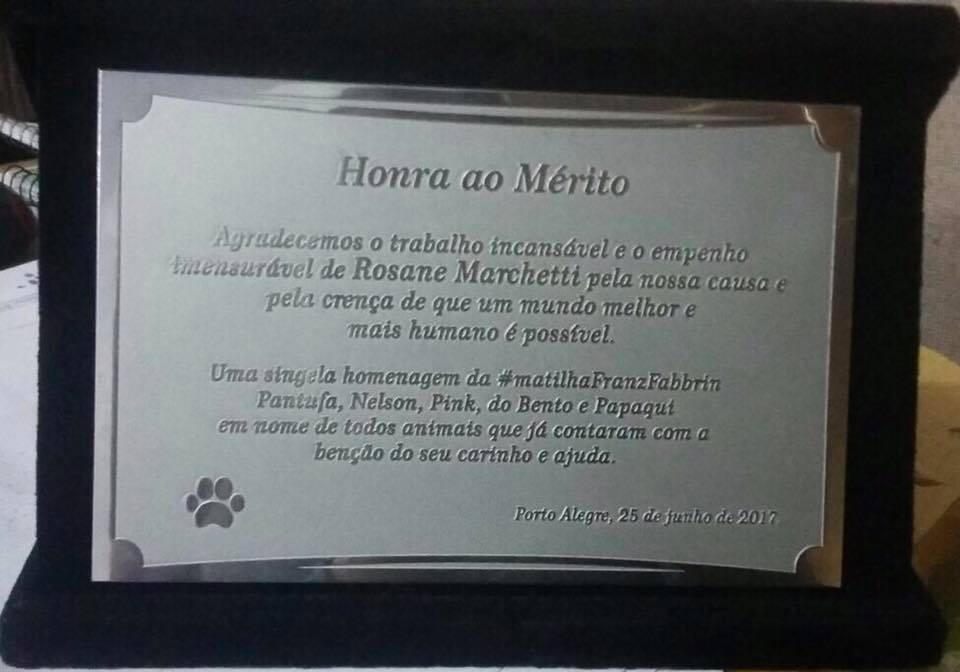 Honra ao Mérito
Agradecemos o trabalho incansável e o empenho
imensurável de Rosane Marchetti pela nossa causa e
pela crença de que um mundo melhor e
mais humano é possível.
Uma singela homenagem da #matilhaFranzFabbrin
Pantufa, Nelson, Pink, do Bento e Papaqui
em nome de todos animais que já contaram com a
benção do seu carinho e ajuda.
Porto Alegre, 25 de junho de 2017